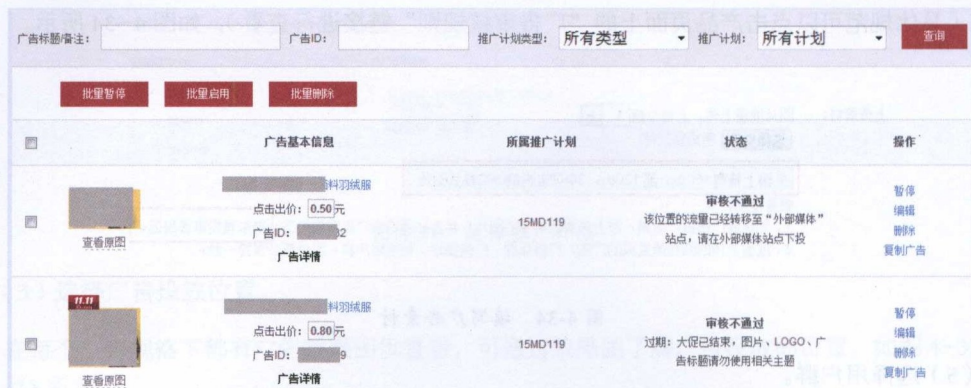 广告标题/备注： 广告ID： 推广计划类型： 所有类型 推广计划： 所有计划 查询
批量暂停 批量启用 批量删除
广告基本信息 所属推广计划 状态 操作
料羽绒服
点击出价： 0.50 元
广告ID： 2
广告详情
查看原图
15MD119
审核不通过
该位置的流量已经转移至“外部媒体”
站点，请在外部媒体站点下投
暂停
编辑
删除
复制广告
11.11
料羽绒服
点击出价： 0.80 元
广告ID： 9
广告详情
查看原图
15MD119
审核不通过
过期：大促已结束，图片、LOGO、广
告标题请勿使用相关主题
暂停
编辑
删除
复制广告